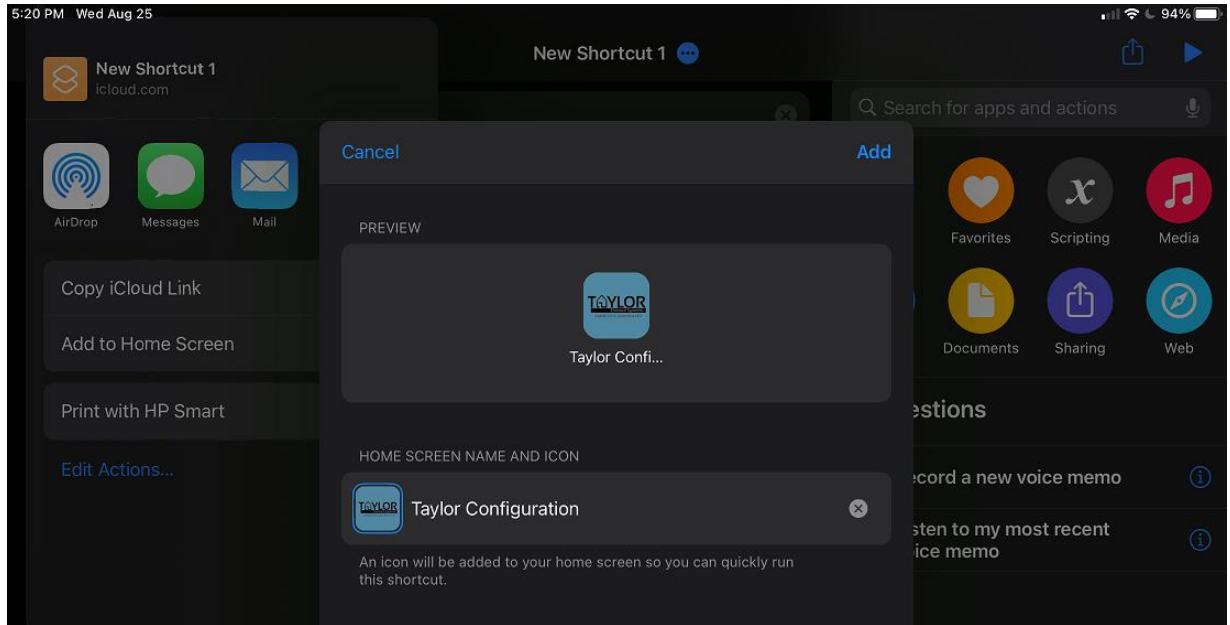 5:20 PM Wed Aug 25
94%
New Shortcut 1
icloud.com
New Shortcut 1
Search for apps and actions
AirDrop
Messages
Mail
Copy iCloud Link
Add to Home Screen
Print with HP Smart
Edit Actions...
Cancel
Add
PREVIEW
TAYLOR
Taylor Confi...
HOME SCREEN NAME AND ICON
TAYLOR
Taylor Configuration
An icon will be added to your home screen so you can quickly run
this shortcut.
Favorites
Scripting
Media
Documents
Sharing
Web
estions
ecord a new voice memo
sten to my most recent
ice memo